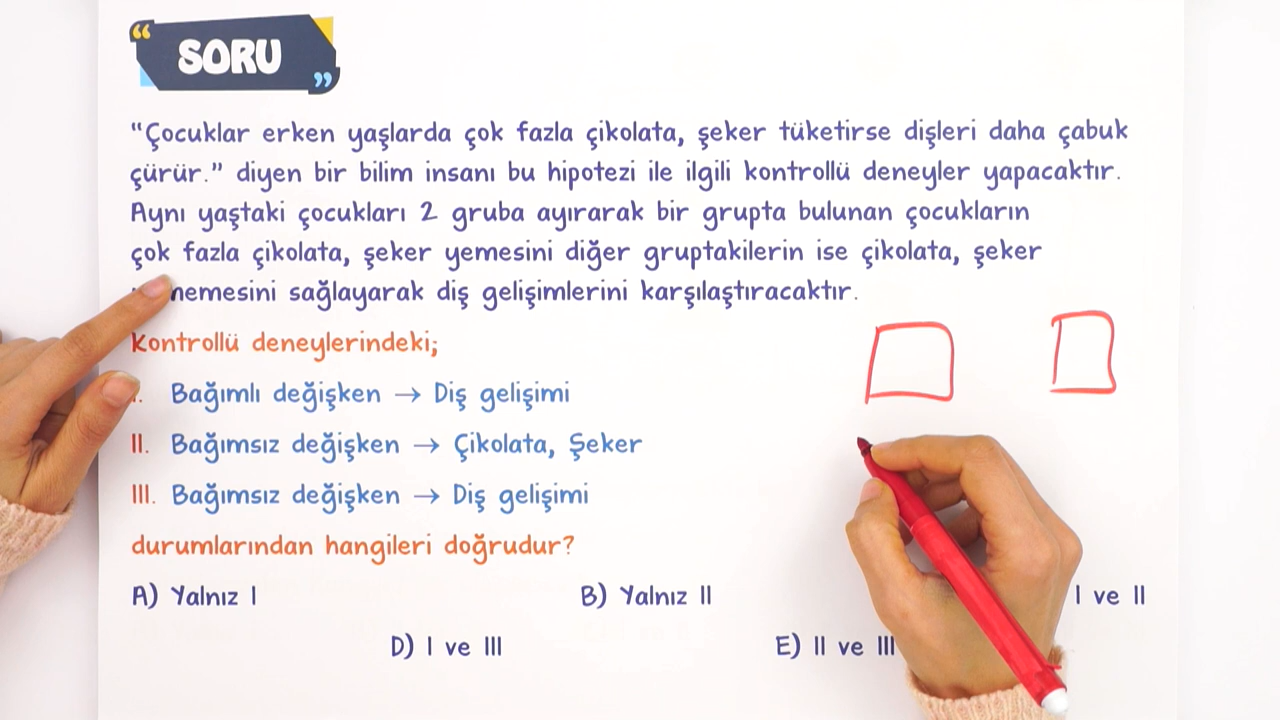 SORU
“Çocuklar erken yaşlarda çok fazla çikolata, şeker tüketirse dişleri daha çabuk
çürür.” diyen bir bilim insanı bu hipotezi ile ilgili kontrollü deneyler yapacaktır.
Aynı yaştaki çocukları 2 gruba ayırarak bir grupta bulunan çocukların
çok fazla çikolata, şeker yemesini diğer gruptakilerin ise çikolata, şeker
sağlayarak diş gelişimlerini karşılaştıracaktır.
Kontrollü deneylerindeki;
Bağımlı değişken → Diş gelişimi
II. Bağımsız değişken → Çikolata, Şeker
III. Bağımsız değişken → Diş gelişimi
durumlarından hangileri doğrudur?
A) Yalnız I B) Yalnız II I ve II
D) I ve III E) II ve III